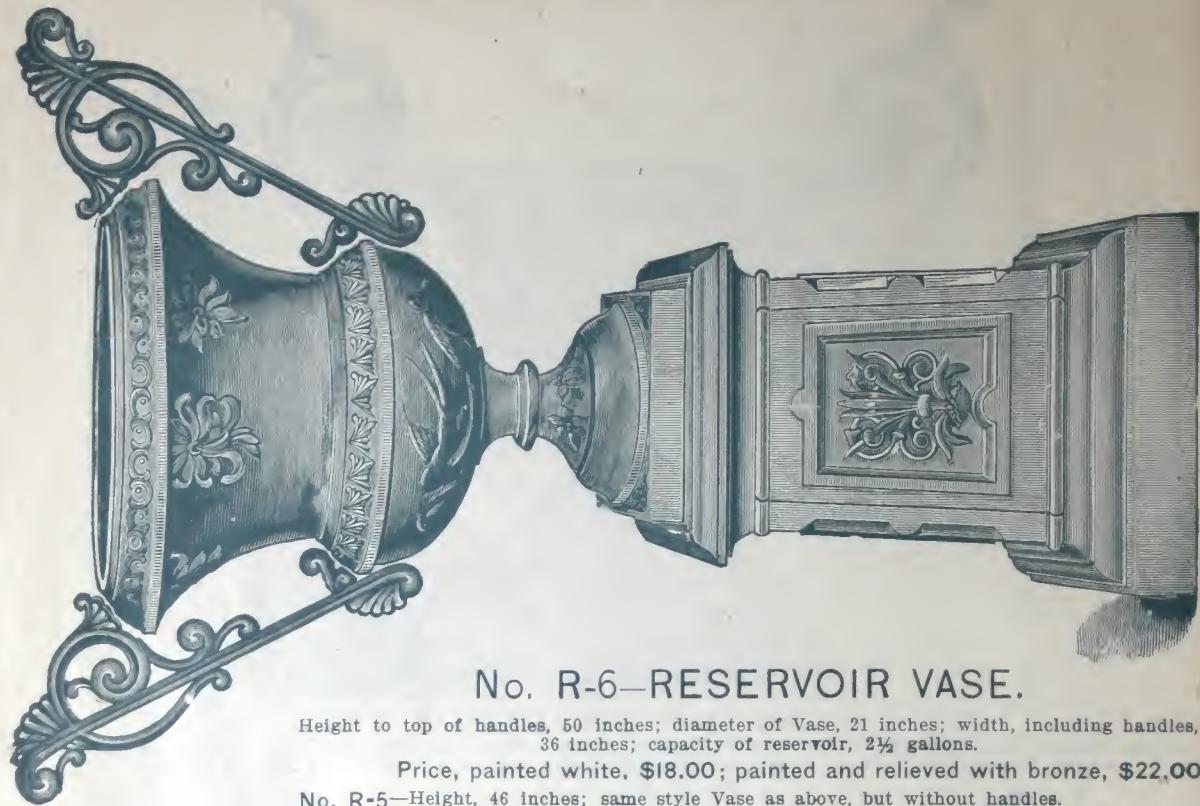 No. R-6—RESERVOIR VASE.
Height to top of handles, 50 inches; diameter of Vase, 21 inches; width, including handles,
36 inches; capacity of reservoir, 2½ gallons.
Price, painted white, $18.00; painted and relieved with bronze, $22.00
No. R-5—Height, 46 inches; same style Vase as above, but without handles.